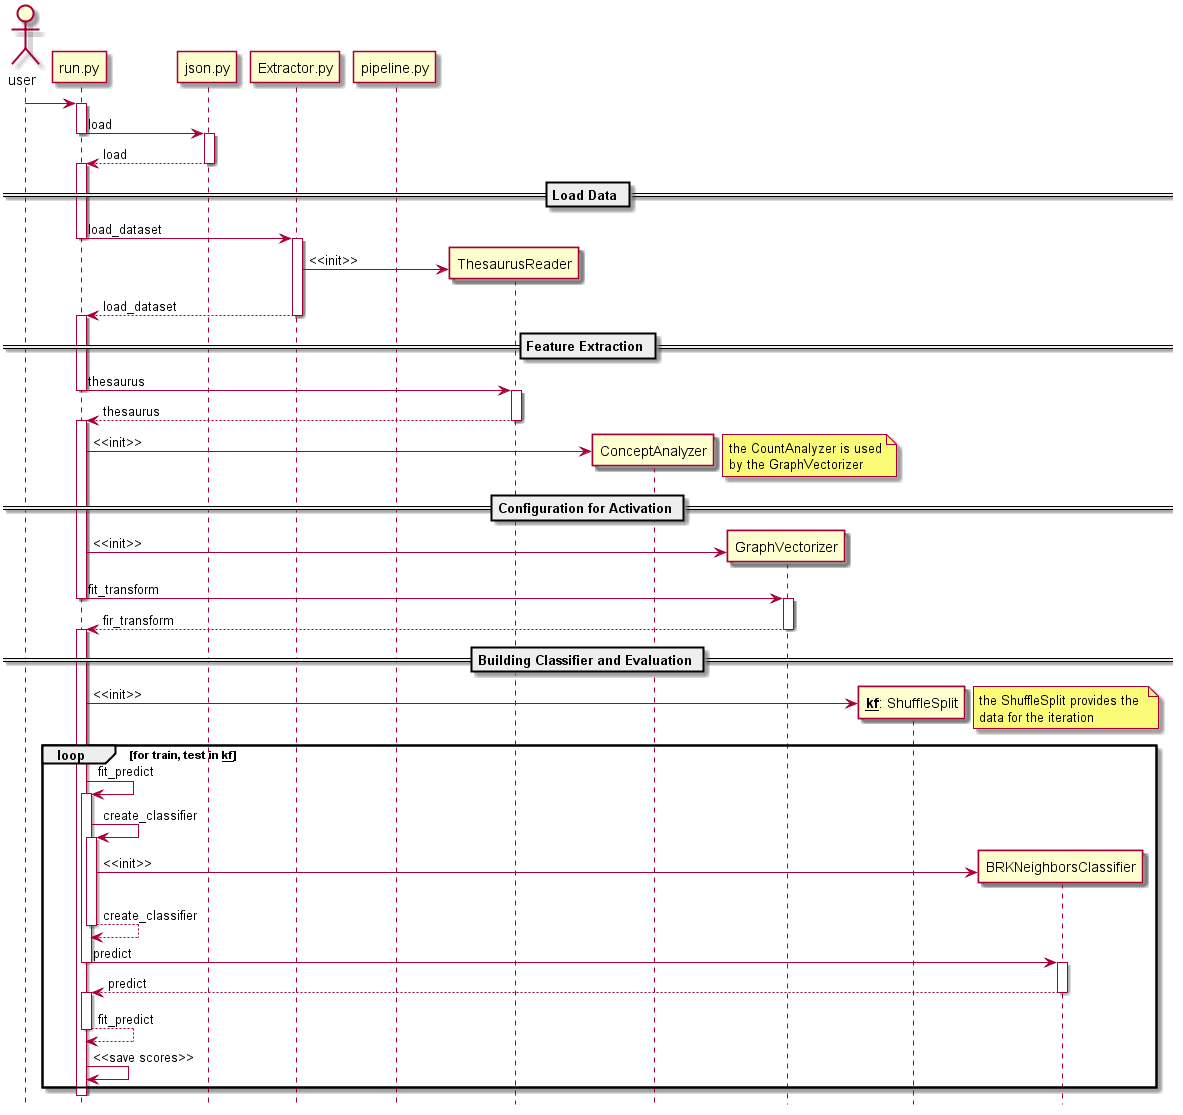 user
run.py
json.py
Extractor.py
pipeline.py
load
load
Load Data
load_dataset
<<init>>
ThesaurusReader
load_dataset
Feature Extraction
thesaurus
thesaurus
<<init>>
ConceptAnalyzer
the CountAnalyzer is used
by the GraphVectorizer
Configuration for Activation
<<init>>
GraphVectorizer
fit_transform
fir_transform
Building Classifier and Evaluation
<<init>>
kf: ShuffleSplit
the ShuffleSplit provides the
data for the iteration
loop
[for train, test in kf]
fit_predict
create_classifier
<<init>>
BRKNeighborsClassifier
create_classifier
predict
predict
fit_predict
<<save scores>>